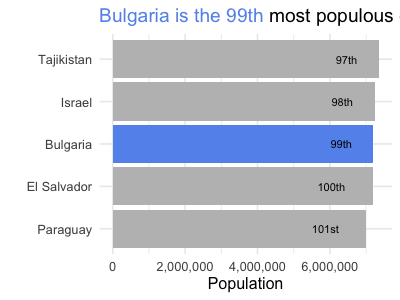 Bulgaria is the 99th most populous
Tajikistan 97th
Israel 98th
Bulgaria 99th
El Salvador 100th
Paraguay 101st
0 2,000,000 4,000,000 6,000,000
Population